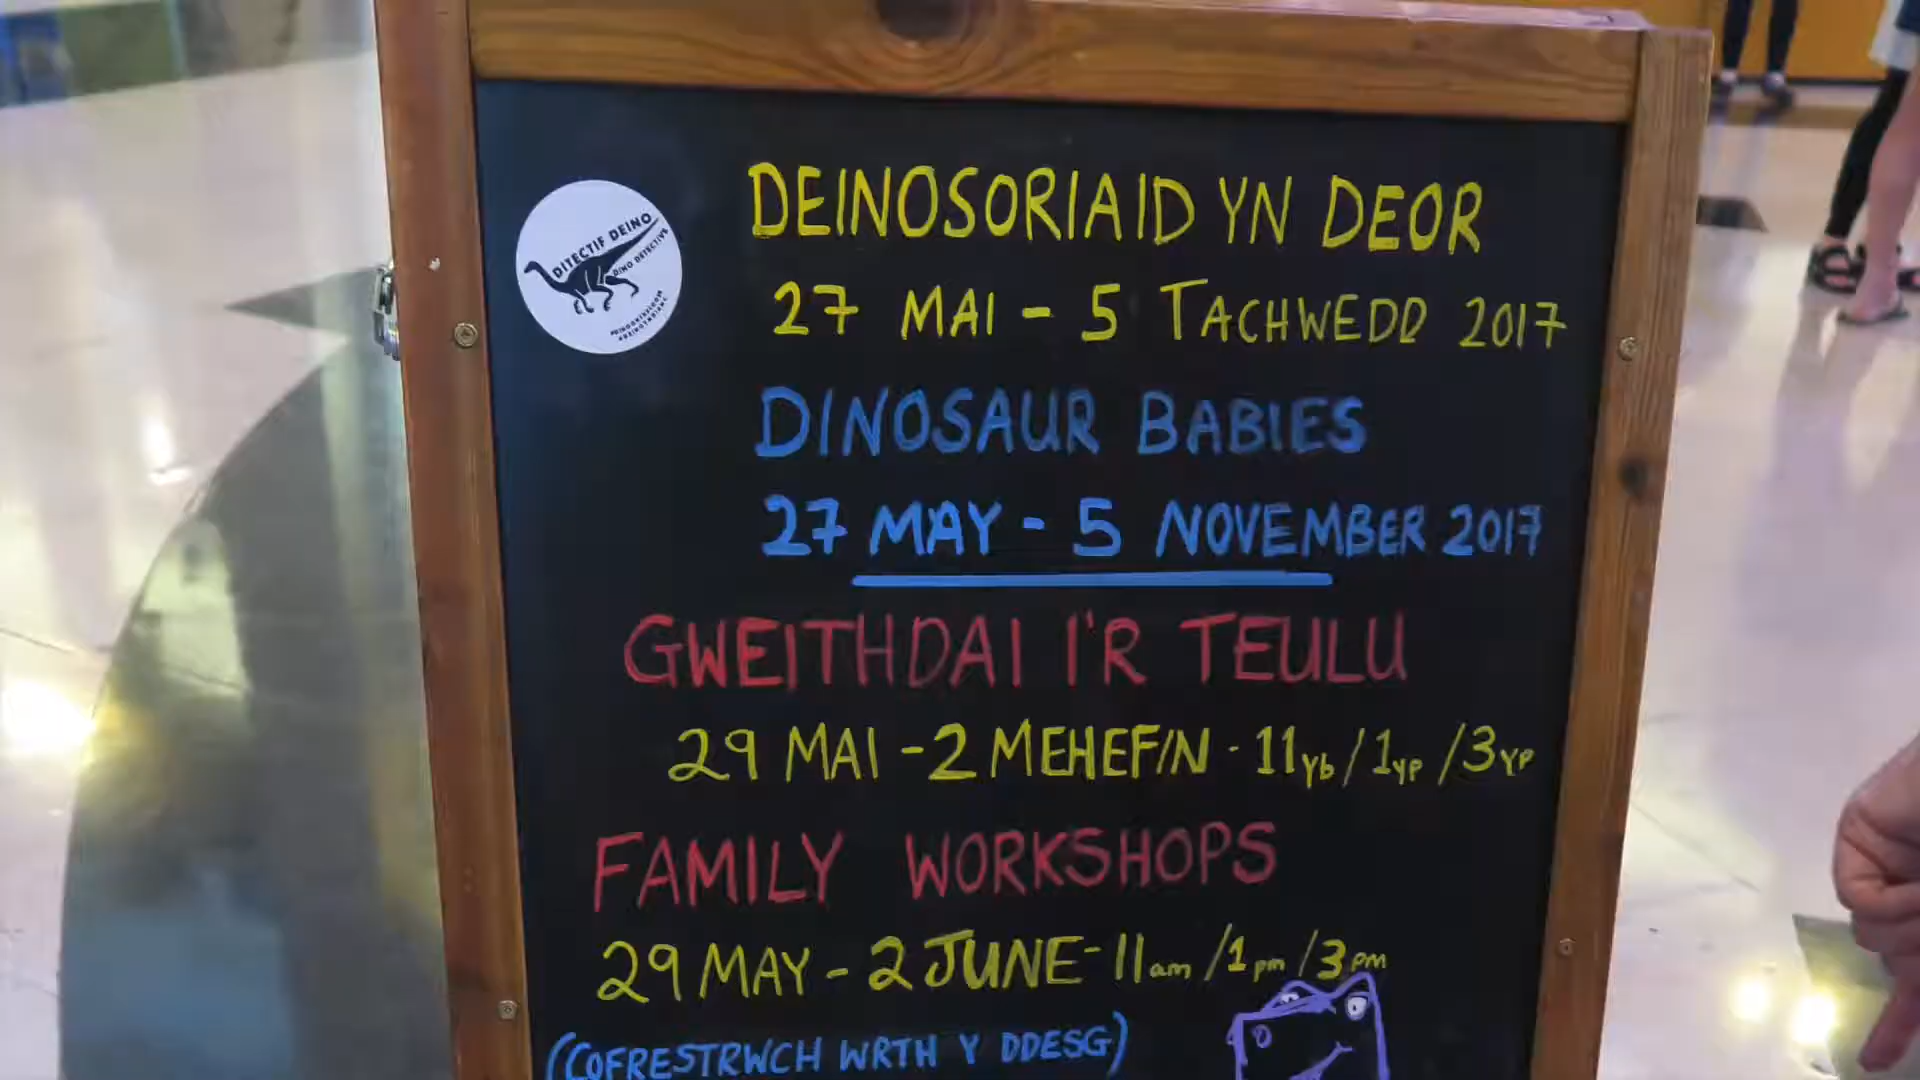 DITECTIF DEINO
DINO DETECTIVE
DEINOSORIAID YN DEOR
27 MAI - 5 TACHWEDD 2017
DINOSAUR BABIES
27 MAY - 5 NOVEMBER 2017
GWEITHDAI I'R TEULU
29 MAI - 2 MEHEFIN - 11yb / 1yp / 3yp
FAMILY WORKSHOPS
29 MAY - 2 JUNE - 11am / 1pm / 3pm
(COFRESTRWCH WRTH Y DDESG)